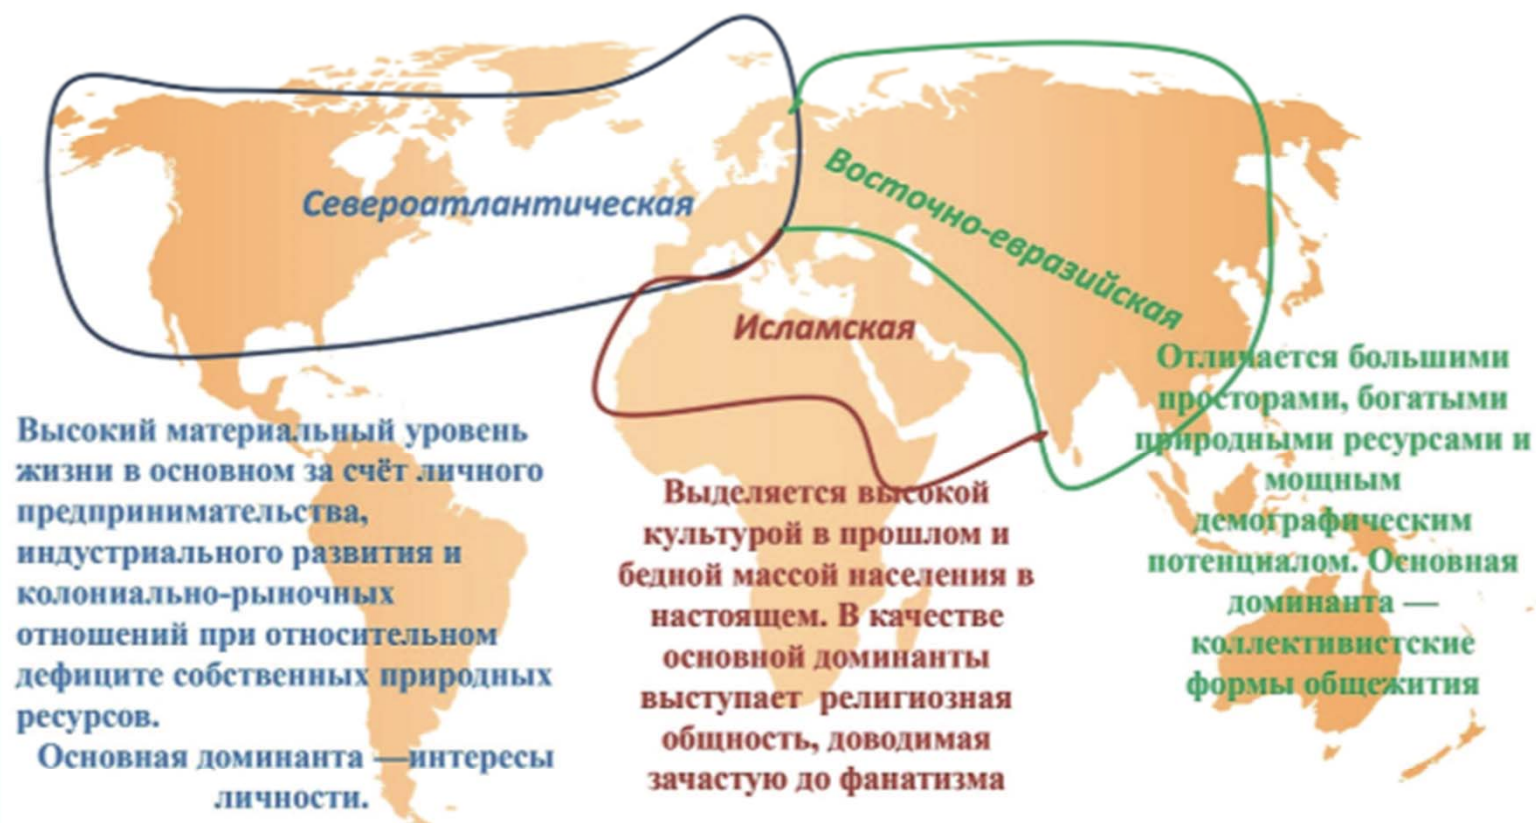 Североатлантическая
Восточно-евразийская
Исламская
Высокий материальный уровень
жизни в основном за счёт личного
предпринимательства,
индустриального развития и
колониально-рыночных
отношений при относительном
дефиците собственных природных
ресурсов.
Основная доминанта —интересы
личности.
Выделяется высокой
культурой в прошлом и
бедной массой населения в
настоящем. В качестве
основной доминанты
выступает религиозная
общность, доводимая
зачастую до фанатизма
Отличается большими
просторами, богатыми
природными ресурсами и
мощным
демографическим
потенциалом. Основная
доминанта —
коллективистские
формы общежития